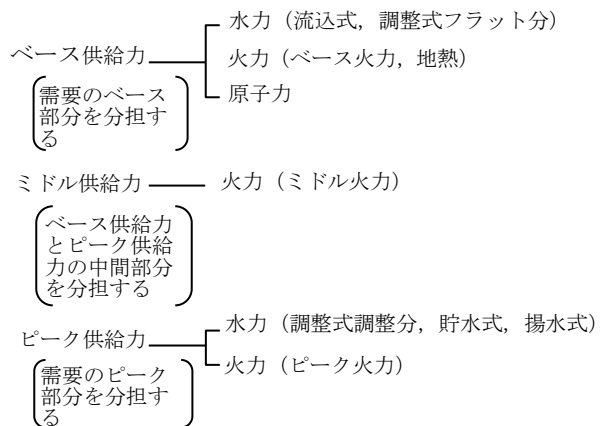 水力（流込式，調整式フラット分）
ベース供給力
火力（ベース火力，地熱）
原子力
需要のベース
部分を分担す
る
ミドル供給力
火力（ミドル火力）
ベース供給力
とピーク供給
力の中間部分
を分担する
水力（調整式調整分，貯水式，揚水式）
ピーク供給力
火力（ピーク火力）
需要のピーク
部分を分担す
る